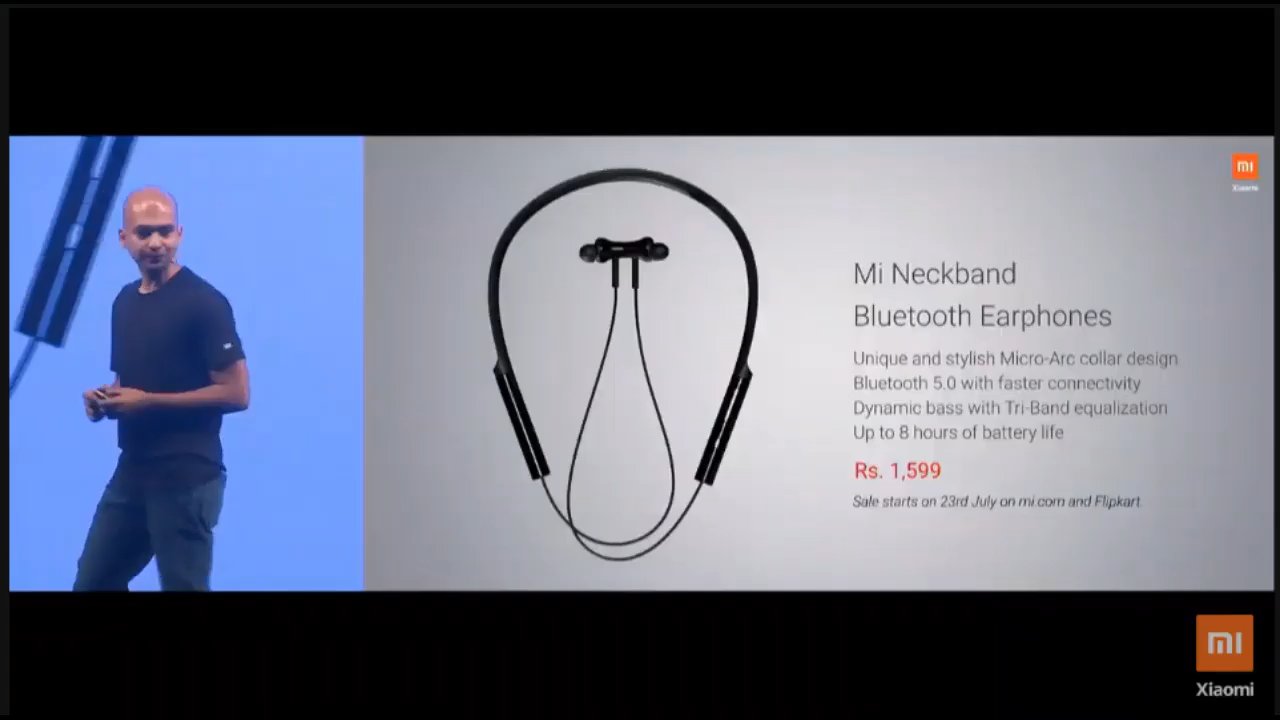 mi
Xiaomi
Mi Neckband
Bluetooth Earphones
Unique and stylish Micro-Arc collar design
Bluetooth 5.0 with faster connectivity
Dynamic bass with Tri-Band equalization
Up to 8 hours of battery life
Rs. 1,599
Sale starts on 23rd July on mi.com and Flipkart.
mi
Xiaomi